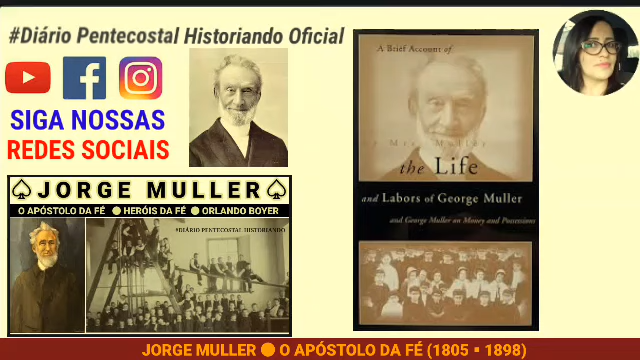 #Diário Pentecostal Historiando Oficial
SIGA NOSSAS
REDES SOCIAIS
♠ JORGE MULLER ♠
O APÓSTOLO DA FÉ ● HERÓIS DA FÉ ● ORLANDO BOYER
#DIÁRIO PENTECOSTAL HISTORIANDO
A Brief Account of
Mrs Muller
the Life
and Labors of George Muller
and George Muller on Money and Possessions
JORGE MULLER ● O APÓSTOLO DA FÉ (1805 ▪ 1898)